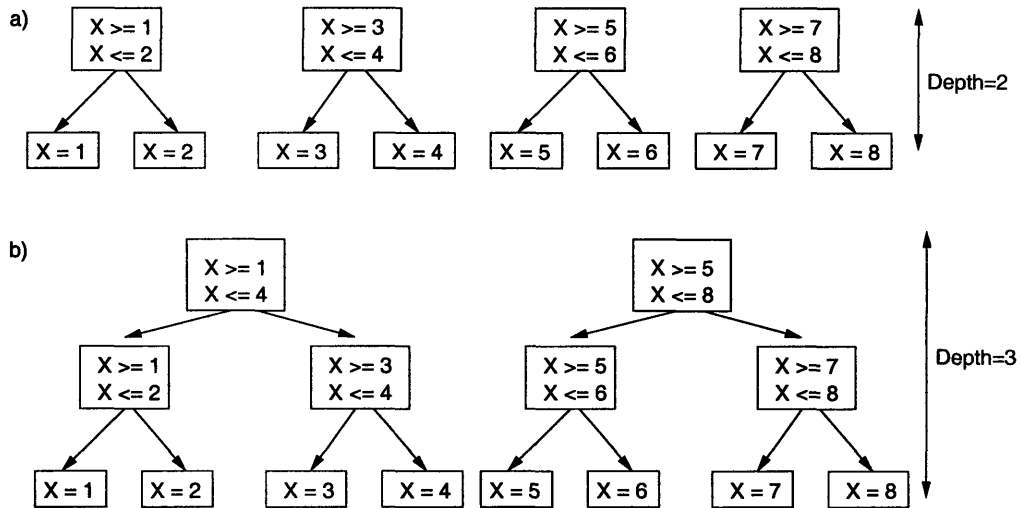 a)
X >= 1
X <= 2
X >= 3
X <= 4
X >= 5
X <= 6
X >= 7
X <= 8
Depth=2
X = 1
X = 2
X = 3
X = 4
X = 5
X = 6
X = 7
X = 8
b)
X >= 1
X <= 4
X >= 5
X <= 8
X >= 1
X <= 2
X >= 3
X <= 4
X >= 5
X <= 6
X >= 7
X <= 8
Depth=3
X = 1
X = 2
X = 3
X = 4
X = 5
X = 6
X = 7
X = 8